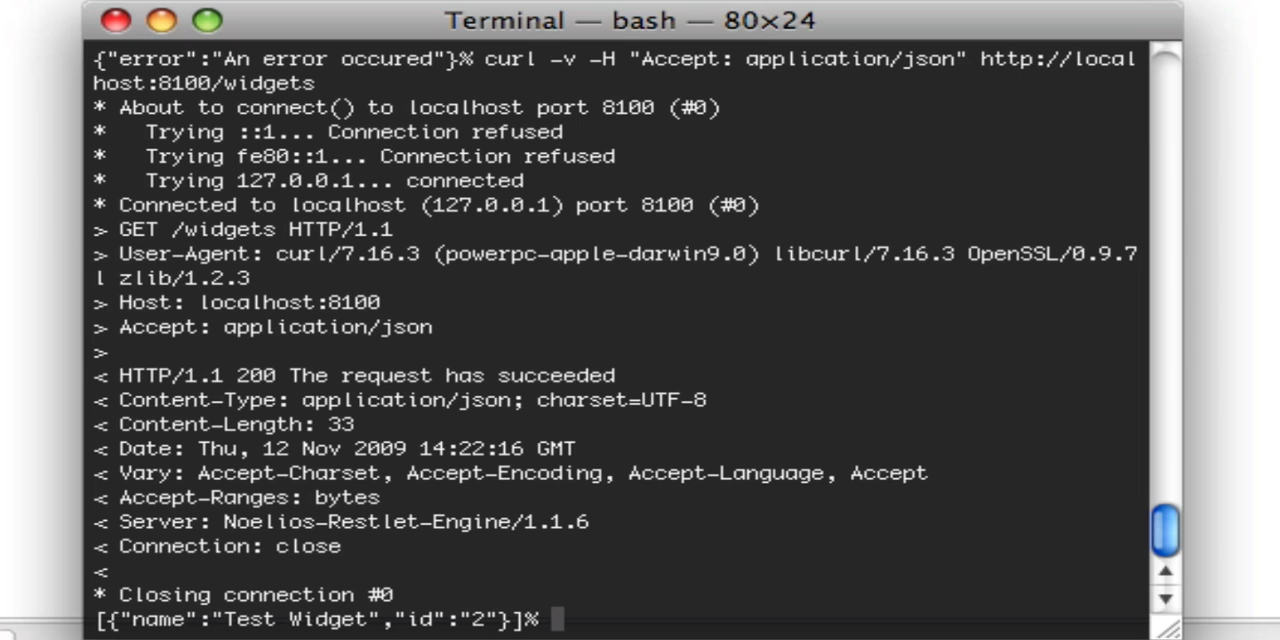 Terminal — bash — 80×24
{"error":"An error occured"}% curl -v -H "Accept: application/json" http://local
host:8100/widgets
* About to connect() to localhost port 8100 (#0)
*   Trying ::1... Connection refused
*   Trying fe80::1... Connection refused
*   Trying 127.0.0.1... connected
* Connected to localhost (127.0.0.1) port 8100 (#0)
> GET /widgets HTTP/1.1
> User-Agent: curl/7.16.3 (powerpc-apple-darwin9.0) libcurl/7.16.3 OpenSSL/0.9.7
l zlib/1.2.3
> Host: localhost:8100
> Accept: application/json
>
< HTTP/1.1 200 The request has succeeded
< Content-Type: application/json; charset=UTF-8
< Content-Length: 33
< Date: Thu, 12 Nov 2009 14:22:16 GMT
< Vary: Accept-Charset, Accept-Encoding, Accept-Language, Accept
< Accept-Ranges: bytes
< Server: Noelios-Restlet-Engine/1.1.6
< Connection: close
<
* Closing connection #0
[{"name":"Test Widget","id":"2"}]%